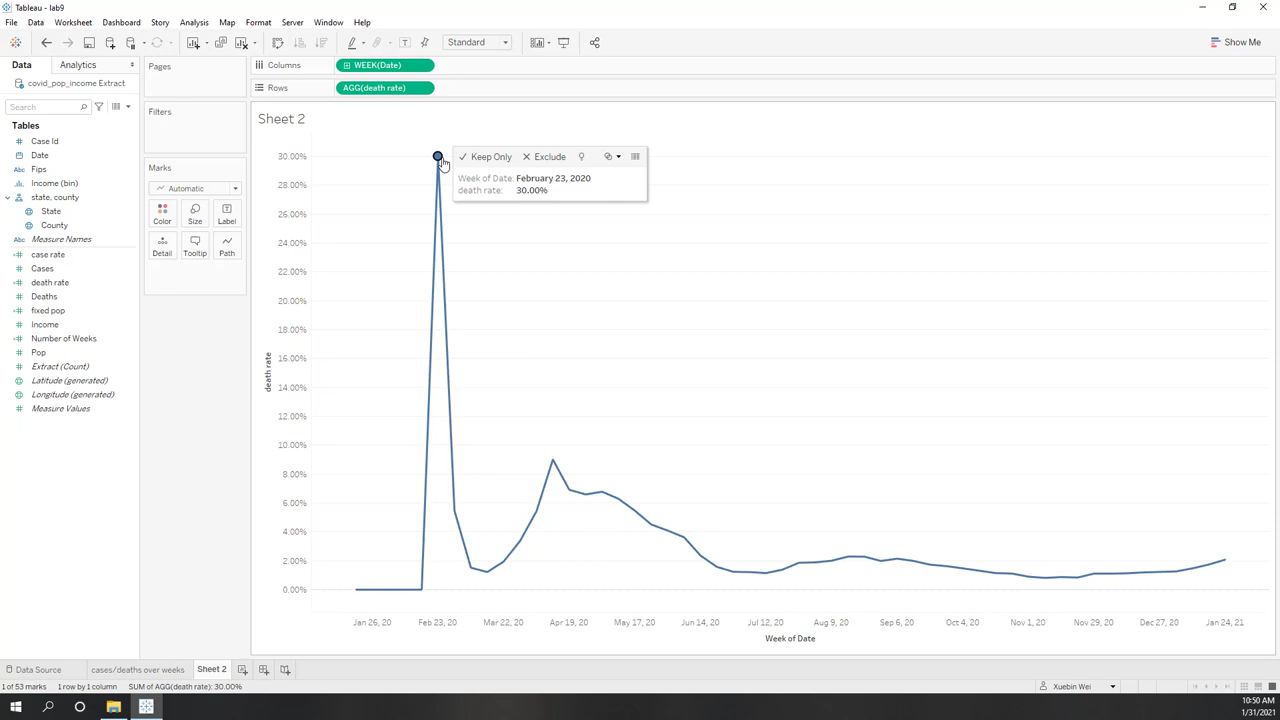 Tableau - lab9
File Data Worksheet Dashboard Story Analysis Map Format Server Window Help
Standard
Show Me
Data Analytics
covid_pop_income Extract
Search
Tables
Case Id
Date
Abc Fips
Income (bin)
state, county
State
County
Abc Measure Names
case rate
Cases
death rate
Deaths
fixed pop
Income
Number of Weeks
Pop
Extract (Count)
Latitude (generated)
Longitude (generated)
Measure Values
Pages
Filters
Marks
Automatic
Color Size Label
Detail Tooltip Path
Columns WEEK(Date)
Rows AGG(death rate)
Sheet 2
30.00%
28.00%
26.00%
24.00%
22.00%
20.00%
18.00%
16.00%
14.00%
12.00%
10.00%
8.00%
6.00%
4.00%
2.00%
0.00%
death rate
Keep Only Exclude
Week of Date: February 23, 2020
death rate: 30.00%
Jan 26, 20 Feb 23, 20 Mar 22, 20 Apr 19, 20 May 17, 20 Jun 14, 20 Jul 12, 20 Aug 9, 20 Sep 6, 20 Oct 4, 20 Nov 1, 20 Nov 29, 20 Dec 27, 20 Jan 24, 21
Week of Date
Data Source cases/deaths over weeks Sheet 2
1 of 53 marks 1 row by 1 column SUM of AGG(death rate): 30.00%
Xuebin Wei
10:50 AM
1/31/2021